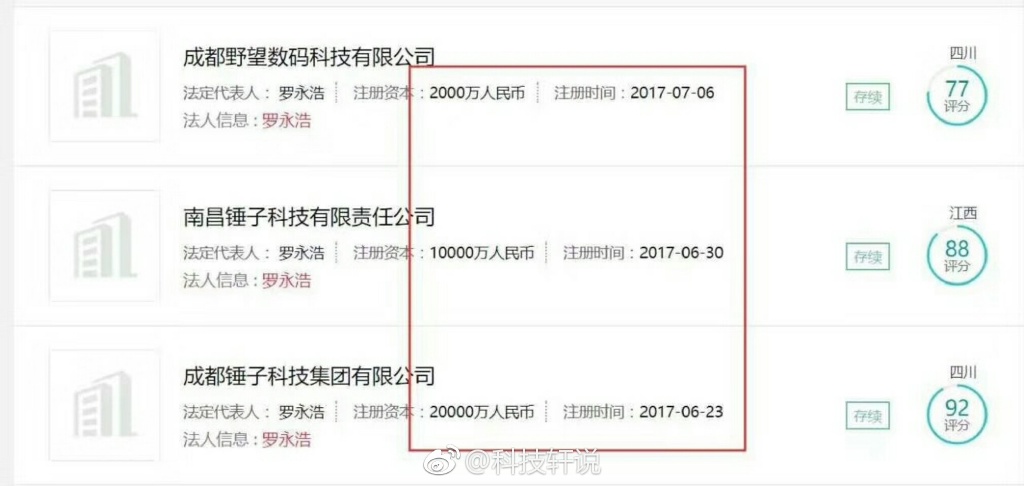 成都野望数码科技有限公司
四川
法定代表人： 罗永浩 注册资本：2000万人民币 注册时间：2017-07-06
存续
77
评分
法人信息：罗永浩
南昌锤子科技有限责任公司
江西
法定代表人： 罗永浩 注册资本：10000万人民币 注册时间：2017-06-30
存续
88
评分
法人信息：罗永浩
成都锤子科技集团有限公司
四川
法定代表人： 罗永浩 注册资本：20000万人民币 注册时间：2017-06-23
存续
92
评分
法人信息：罗永浩
@科技轩说